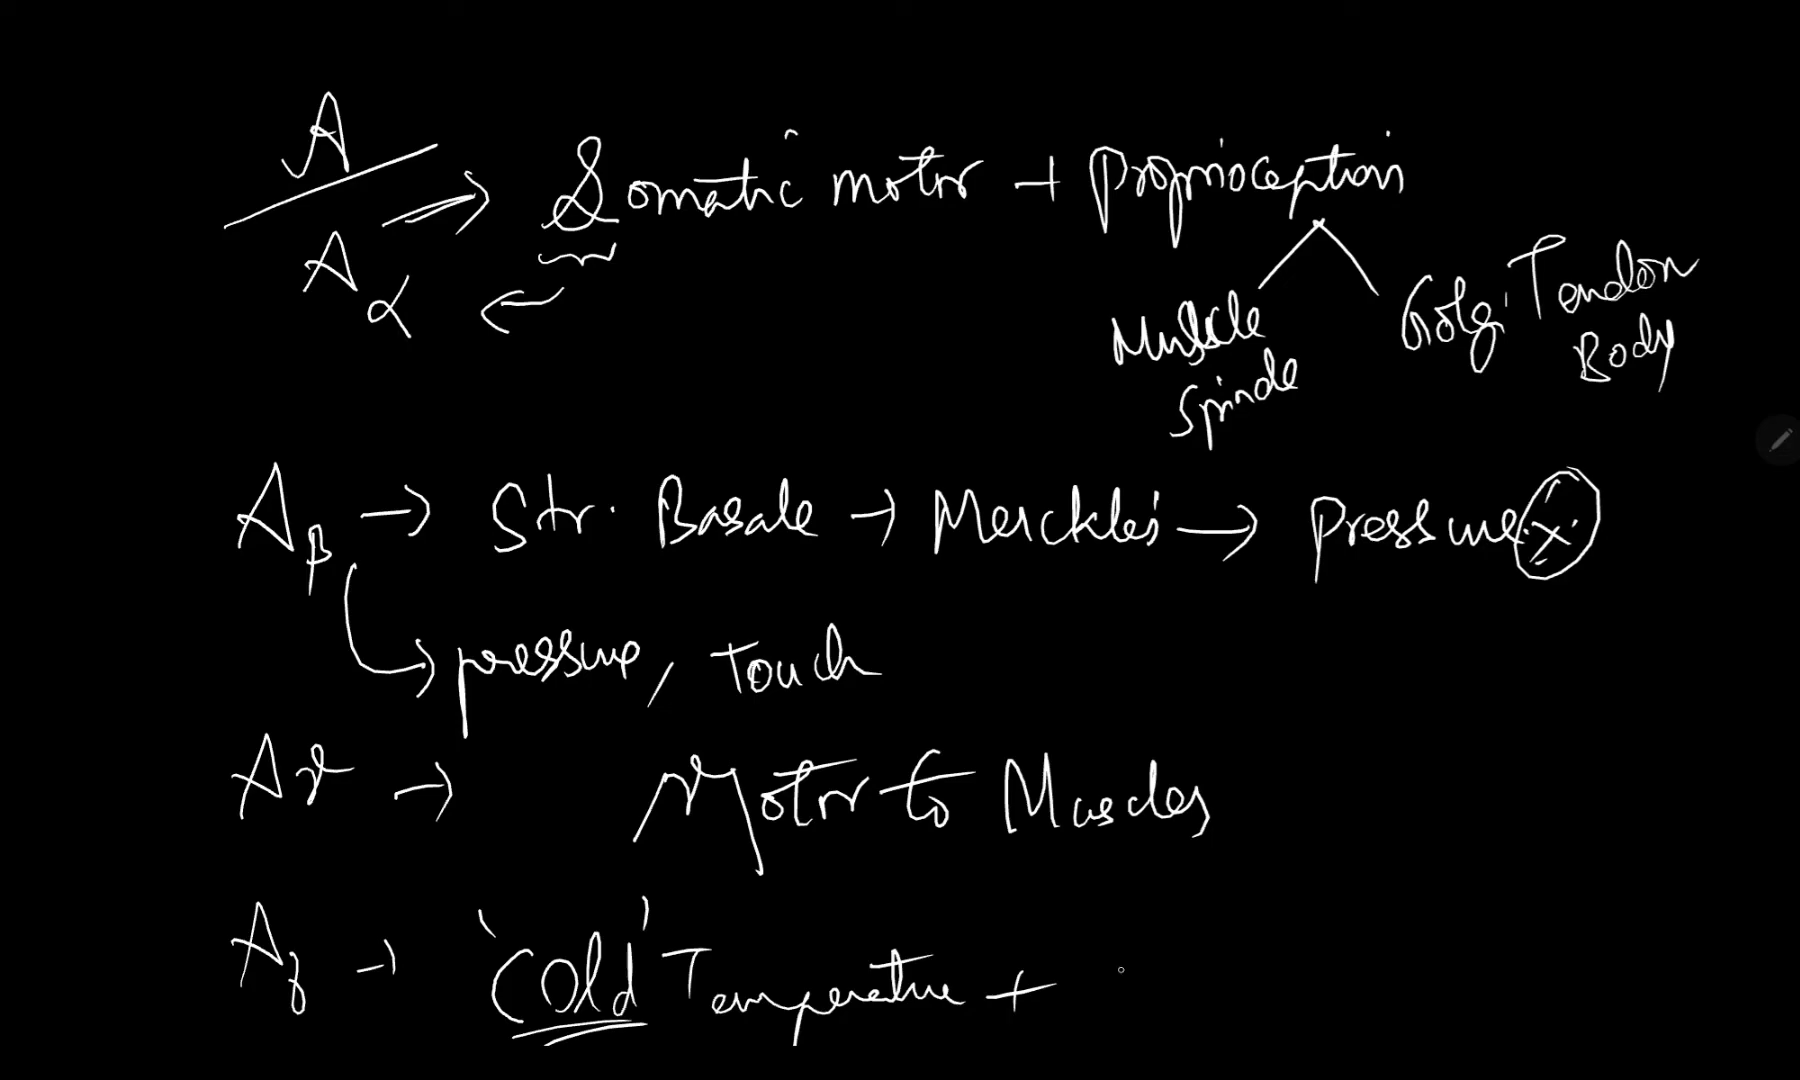 A
Aα → Somatic motor + Proprioception
Muscle Spindle
Golgi Tendon Body
Aβ → Str. Basale → Merckle's → Pressure
→ pressure, Touch
Aγ → Motor to Muscles
Aδ → 'Cold' Temperature +